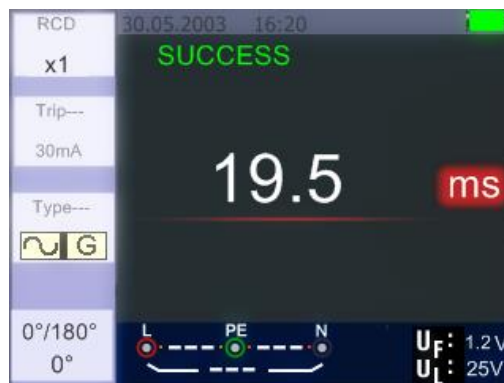 RCD
30.05.2003 16:20
x1
SUCCESS
Trip---
30mA
19.5
ms
Type---
G
0°/180°
0°
L PE N
UF: 1.2V
UL: 25V